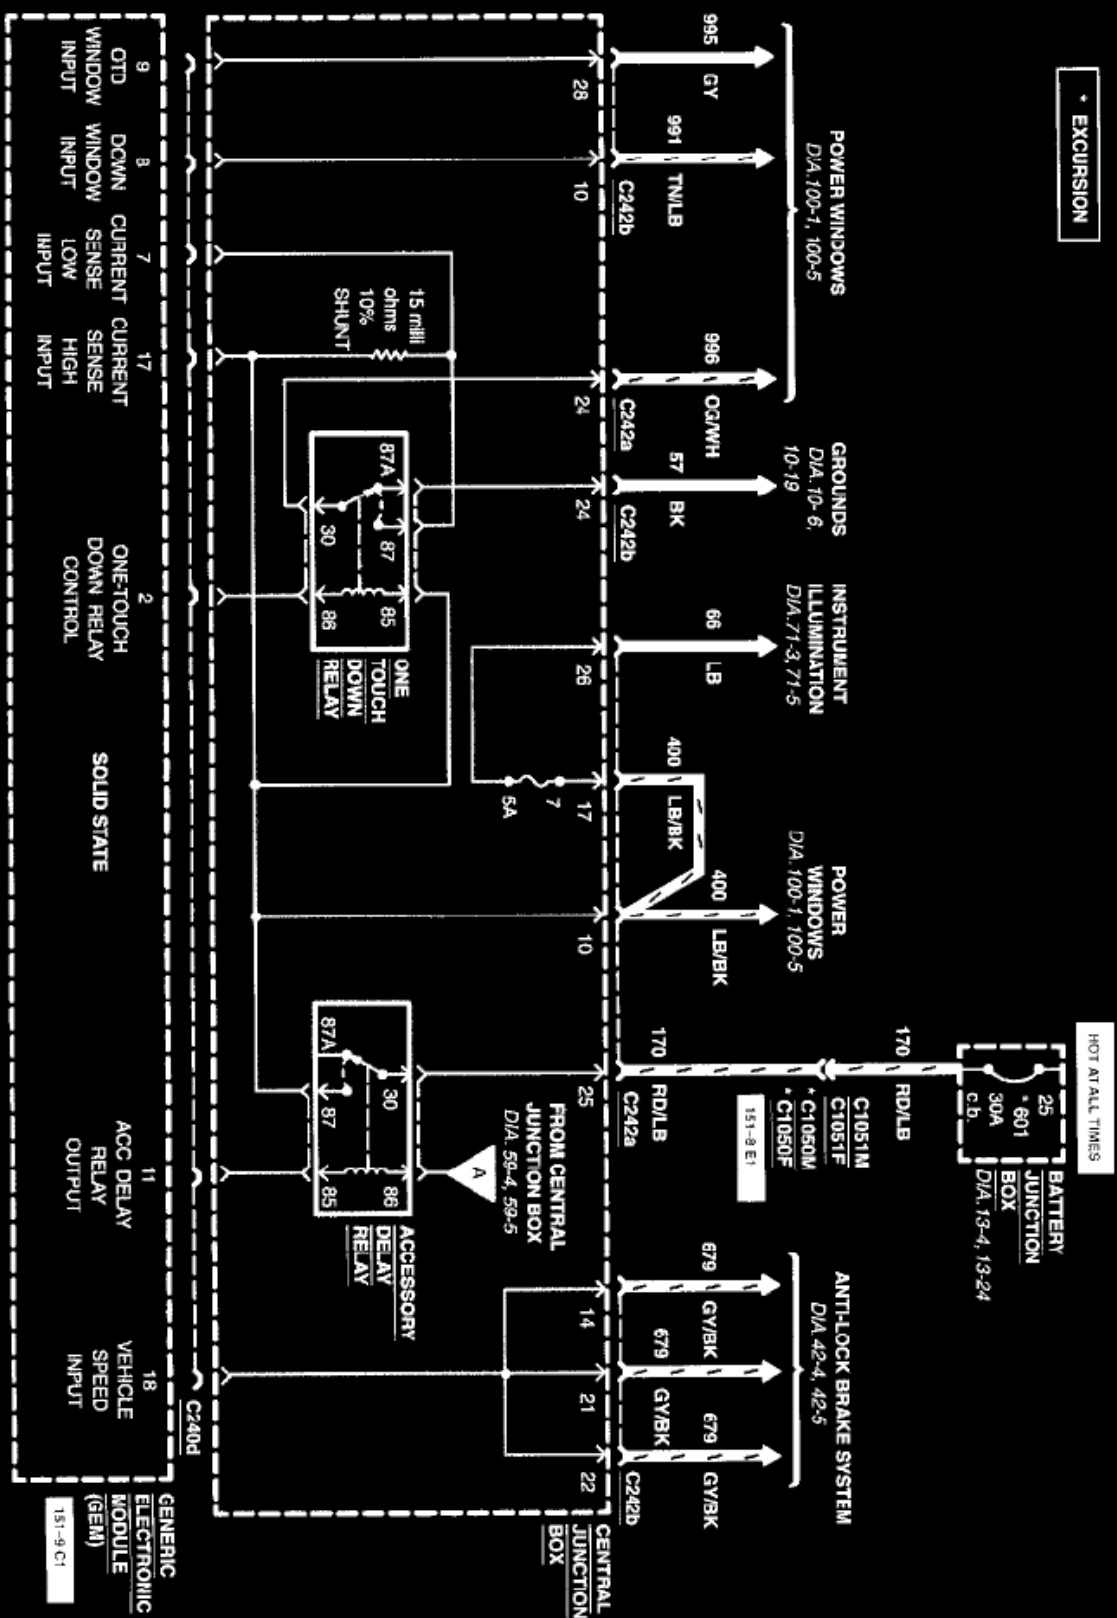 * EXCURSION
HOT AT ALL TIMES
25
* 601
30A
c.b.
BATTERY
JUNCTION
BOX
DIA. 13-4, 13-24
170
RD/LB
C1051M
C1051F
* C1050M
* C1050F
151-8 E1
170
RD/LB
C242a
25
POWER WINDOWS
DIA.100-1, 100-5
GROUNDS
DIA. 10-6,
10-19
INSTRUMENT
ILLUMINATION
DIA.71-3, 71-5
POWER
WINDOWS
DIA.100-1, 100-5
ANTI-LOCK BRAKE SYSTEM
DIA 42-4, 42-5
995
GY
991
TN/LB
996
OG/WH
57
BK
66
LB
400
LB/BK
400
LB/BK
679
GY/BK
679
GY/BK
679
GY/BK
C242b
C242a
C242b
C242b
28
10
24
24
26
17
10
14
21
22
CENTRAL
JUNCTION
BOX
7
5A
FROM CENTRAL
JUNCTION BOX
DIA. 59-4, 59-5
A
15 milli
ohms
10%
SHUNT
87A
87
30
85
86
ONE
TOUCH
DOWN
RELAY
30
87A
87
86
85
ACCESSORY
DELAY
RELAY
C240d
9
OTD
WINDOW
INPUT
8
DOWN
WINDOW
INPUT
7
CURRENT
SENSE
LOW
INPUT
17
CURRENT
SENSE
HIGH
INPUT
2
ONE-TOUCH
DOWN RELAY
CONTROL
SOLID STATE
11
ACC DELAY
RELAY
OUTPUT
18
VEHICLE
SPEED
INPUT
GENERIC
ELECTRONIC
MODULE
(GEM)
151-9 C1